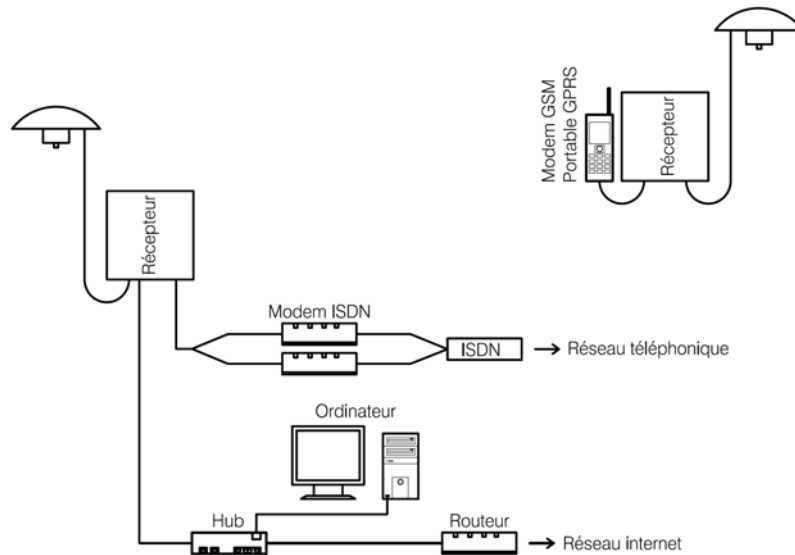 Modem GSM
Portable GPRS
Récepteur
Récepteur
Modem ISDN
ISDN
Réseau téléphonique
Ordinateur
Hub
Routeur
Réseau internet